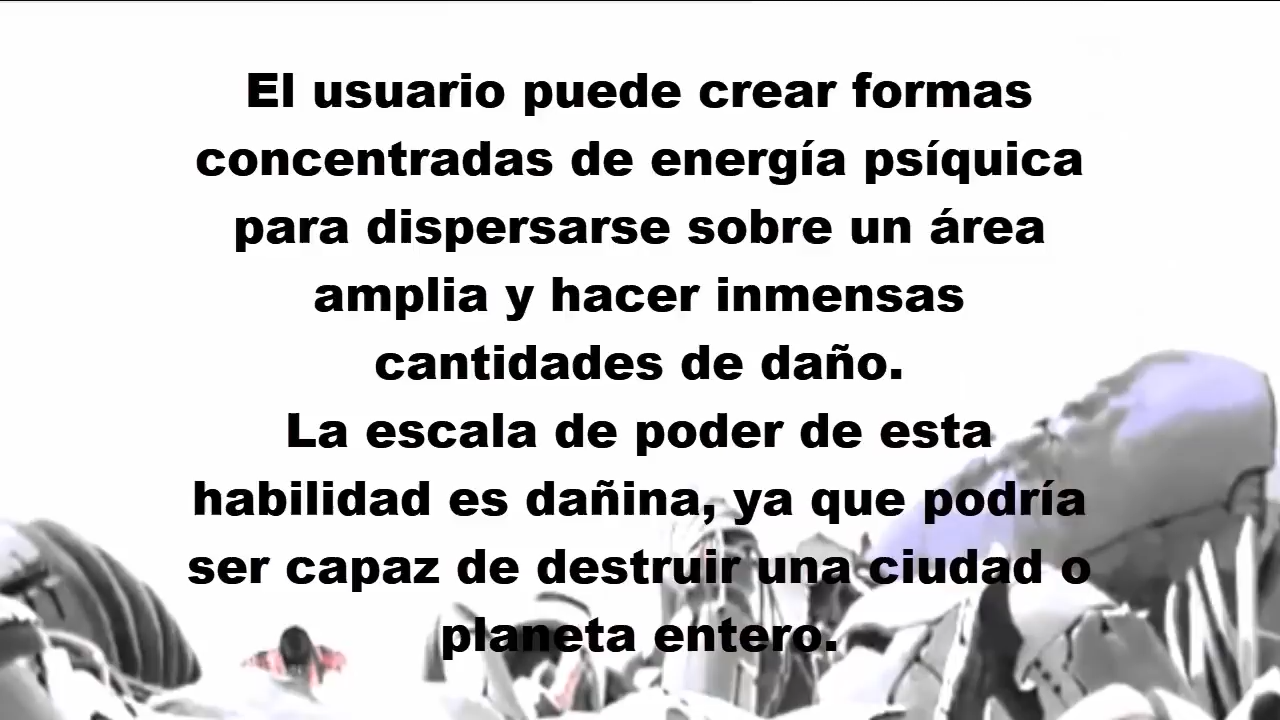 El usuario puede crear formas
concentradas de energía psíquica
para dispersarse sobre un área
amplia y hacer inmensas
cantidades de daño.
La escala de poder de esta
habilidad es dañina, ya que podría
ser capaz de destruir una ciudad o
planeta entero.